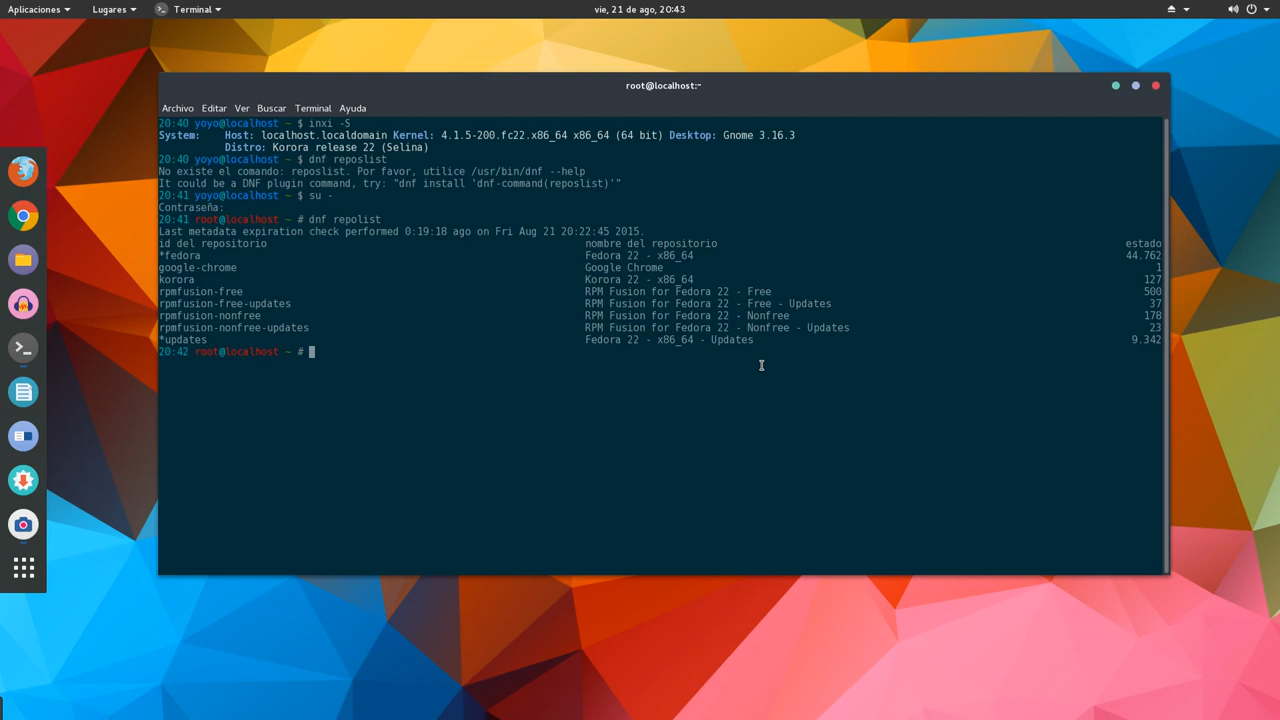 Aplicaciones Lugares Terminal vie, 21 de ago, 20:43
root@localhost:~
Archivo Editar Ver Buscar Terminal Ayuda
20:40 yoyo@localhost ~ $ inxi -S
System: Host: localhost.localdomain Kernel: 4.1.5-200.fc22.x86_64 x86_64 (64 bit) Desktop: Gnome 3.16.3
Distro: Korora release 22 (Selina)
20:40 yoyo@localhost ~ $ dnf reposlist
No existe el comando: reposlist. Por favor, utilice /usr/bin/dnf --help
It could be a DNF plugin command, try: "dnf install 'dnf-command(reposlist)'"
20:41 yoyo@localhost ~ $ su -
Contraseña:
20:41 root@localhost ~ # dnf repolist
Last metadata expiration check performed 0:19:18 ago on Fri Aug 21 20:22:45 2015.
id del repositorio nombre del repositorio estado
*fedora Fedora 22 - x86_64 44.762
google-chrome Google Chrome 1
korora Korora 22 - x86_64 127
rpmfusion-free RPM Fusion for Fedora 22 - Free 500
rpmfusion-free-updates RPM Fusion for Fedora 22 - Free - Updates 37
rpmfusion-nonfree RPM Fusion for Fedora 22 - Nonfree 178
rpmfusion-nonfree-updates RPM Fusion for Fedora 22 - Nonfree - Updates 23
*updates Fedora 22 - x86_64 - Updates 9.342
20:42 root@localhost ~ #